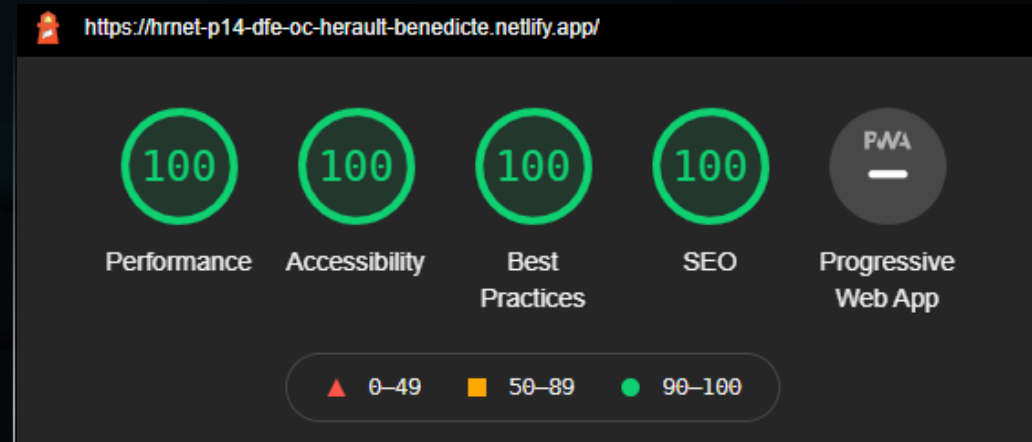 https://hrnet-p14-dfe-oc-herault-benedicte.netlify.app/
100 100 100 100 PWA
Performance Accessibility Best Practices SEO Progressive Web App
0–49 50–89 90–100